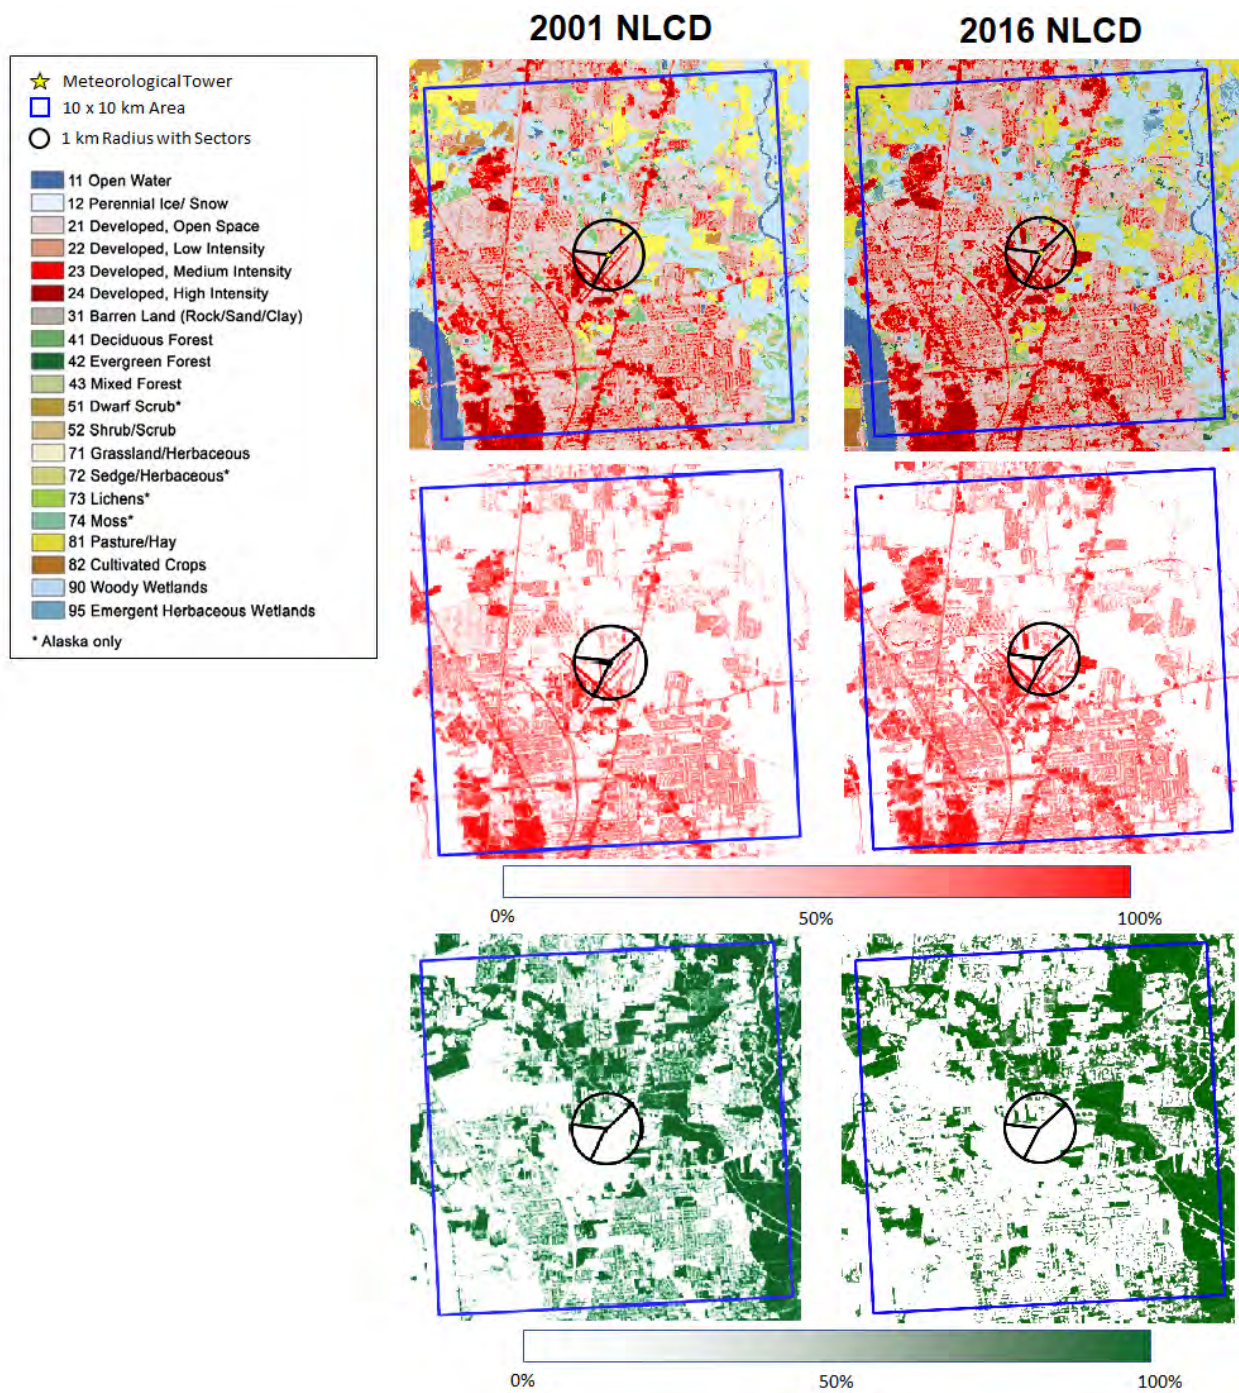 2001 NLCD
2016 NLCD
Meteorological Tower
10 x 10 km Area
1 km Radius with Sectors
11 Open Water
12 Perennial Ice/ Snow
21 Developed, Open Space
22 Developed, Low Intensity
23 Developed, Medium Intensity
24 Developed, High Intensity
31 Barren Land (Rock/Sand/Clay)
41 Deciduous Forest
42 Evergreen Forest
43 Mixed Forest
51 Dwarf Scrub*
52 Shrub/Scrub
71 Grassland/Herbaceous
72 Sedge/Herbaceous*
73 Lichens*
74 Moss*
81 Pasture/Hay
82 Cultivated Crops
90 Woody Wetlands
95 Emergent Herbaceous Wetlands
* Alaska only
0%
50%
100%
0%
50%
100%